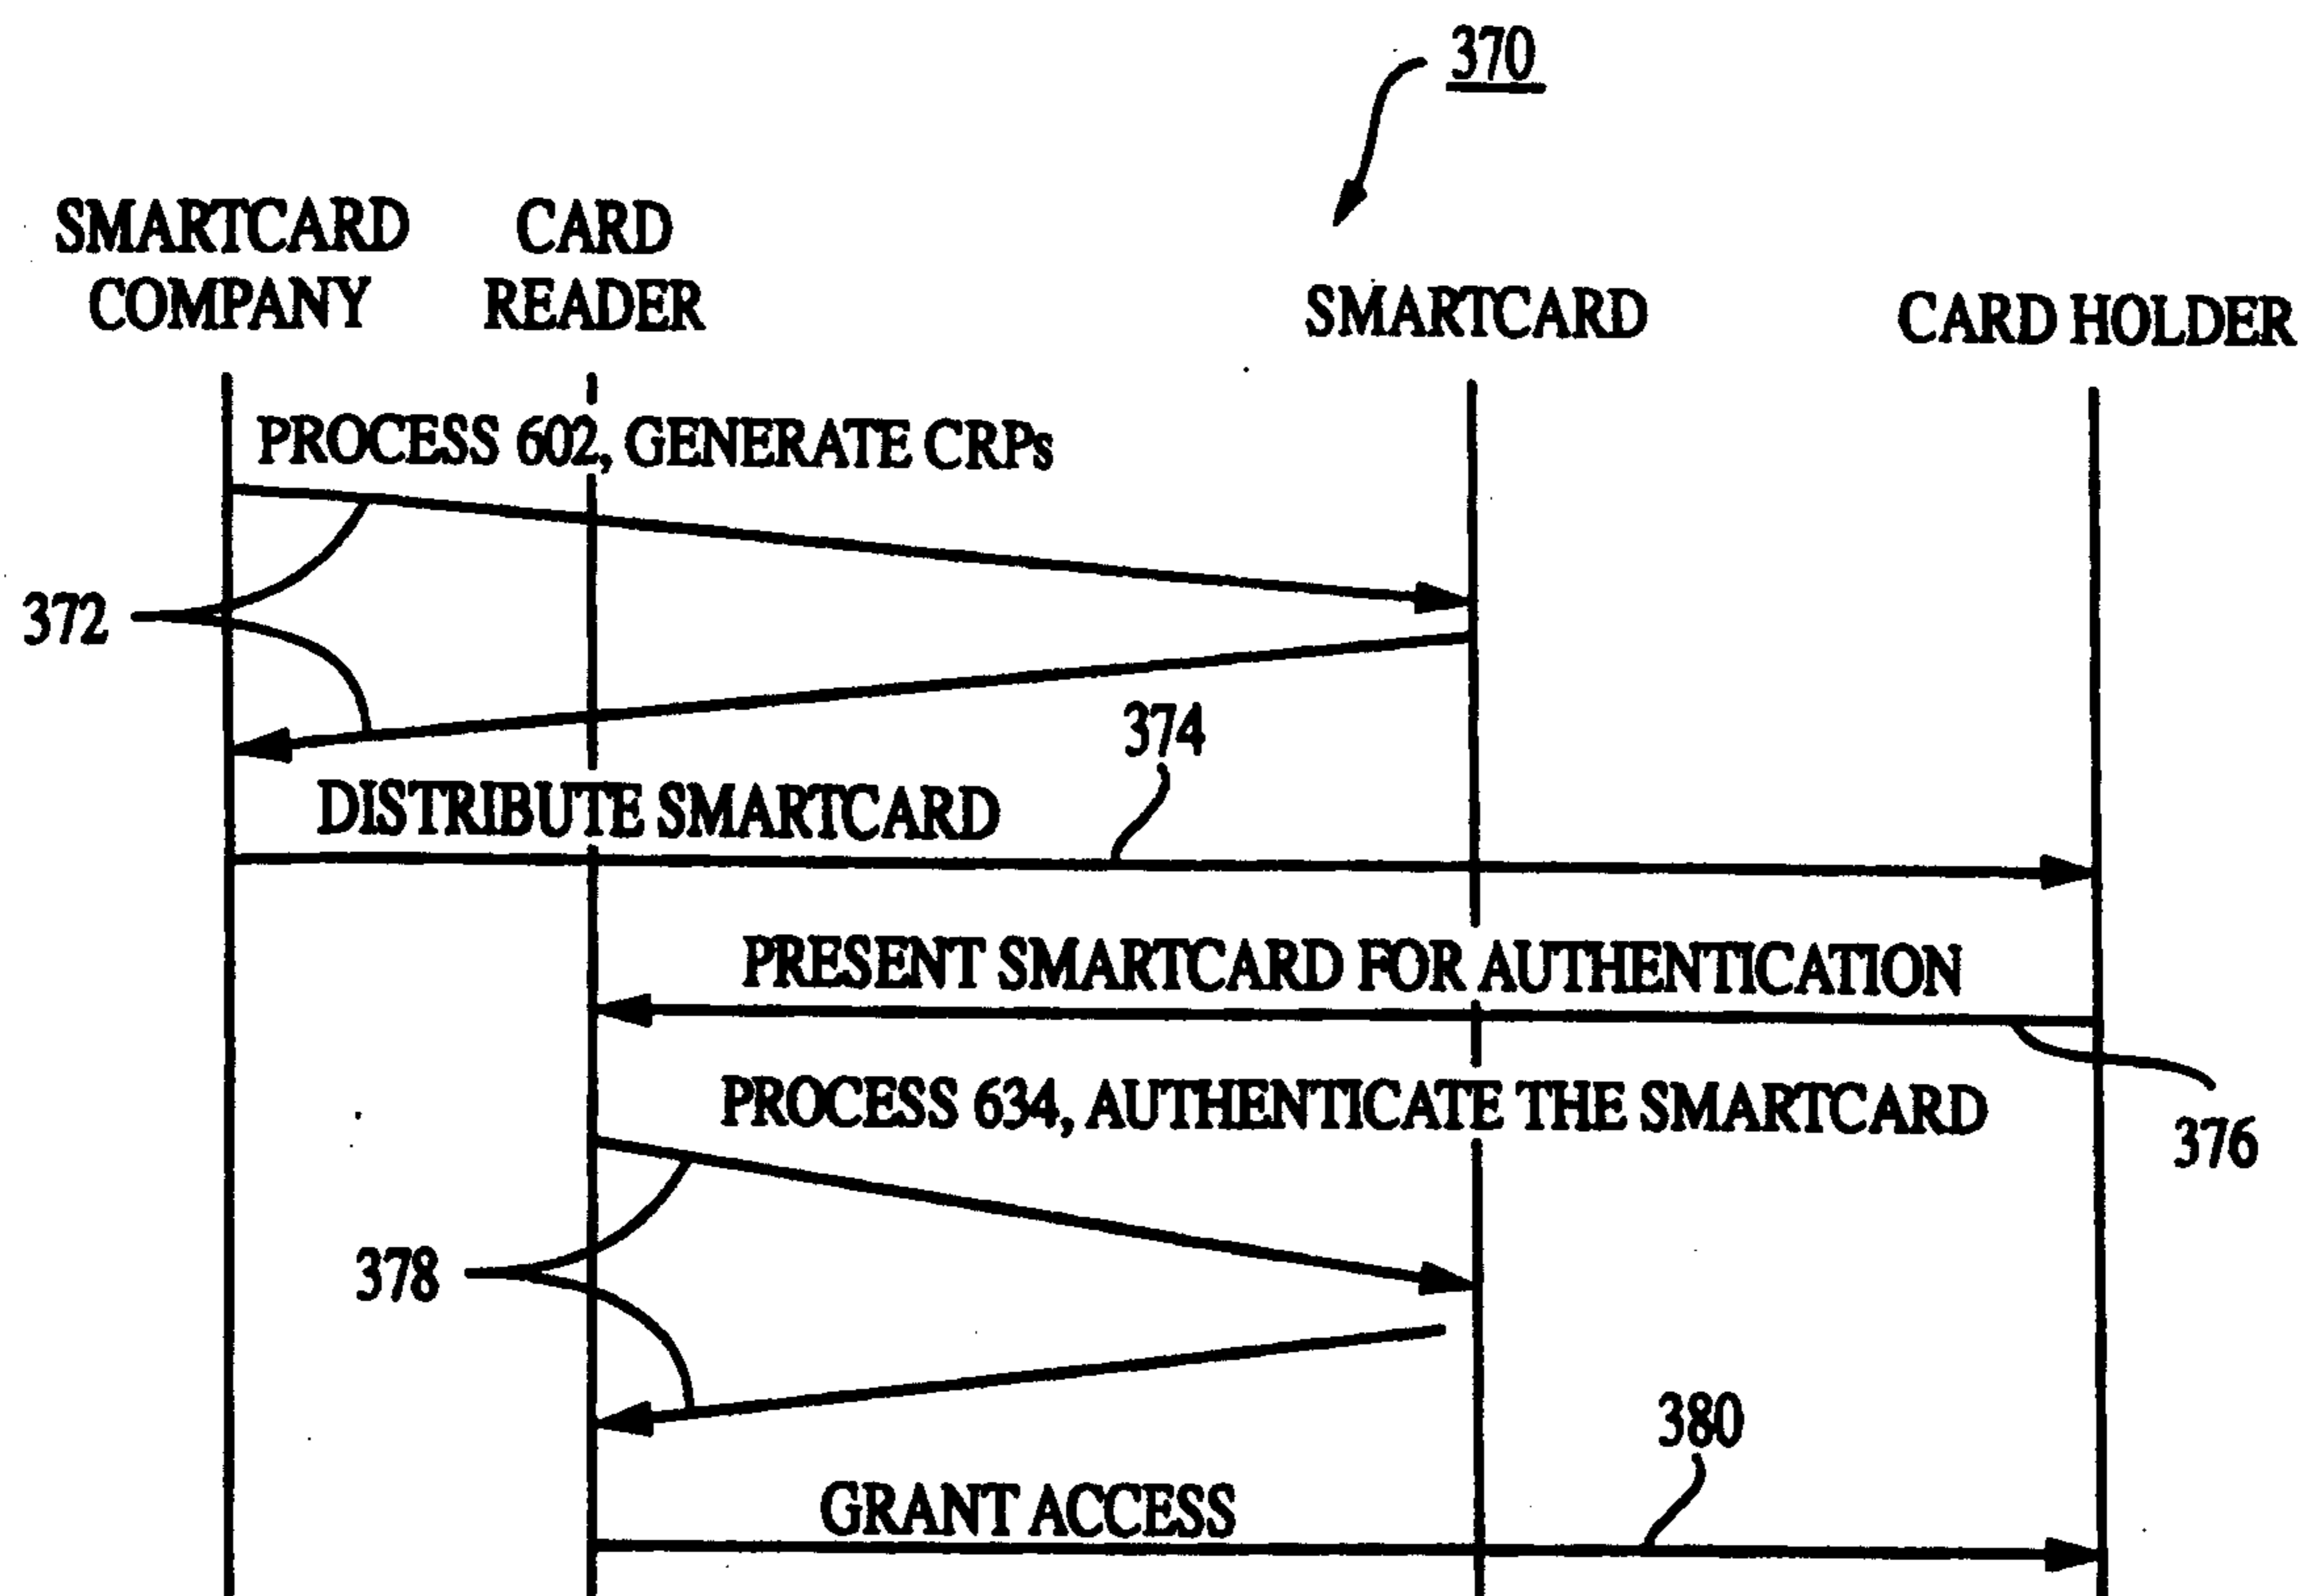 370
SMARTCARD
COMPANY
CARD
READER
SMARTCARD
CARD HOLDER
PROCESS 602, GENERATE CRPs
372
374
DISTRIBUTE SMARTCARD
PRESENT SMARTCARD FOR AUTHENTICATION
376
PROCESS 634, AUTHENTICATE THE SMARTCARD
378
380
GRANT ACCESS